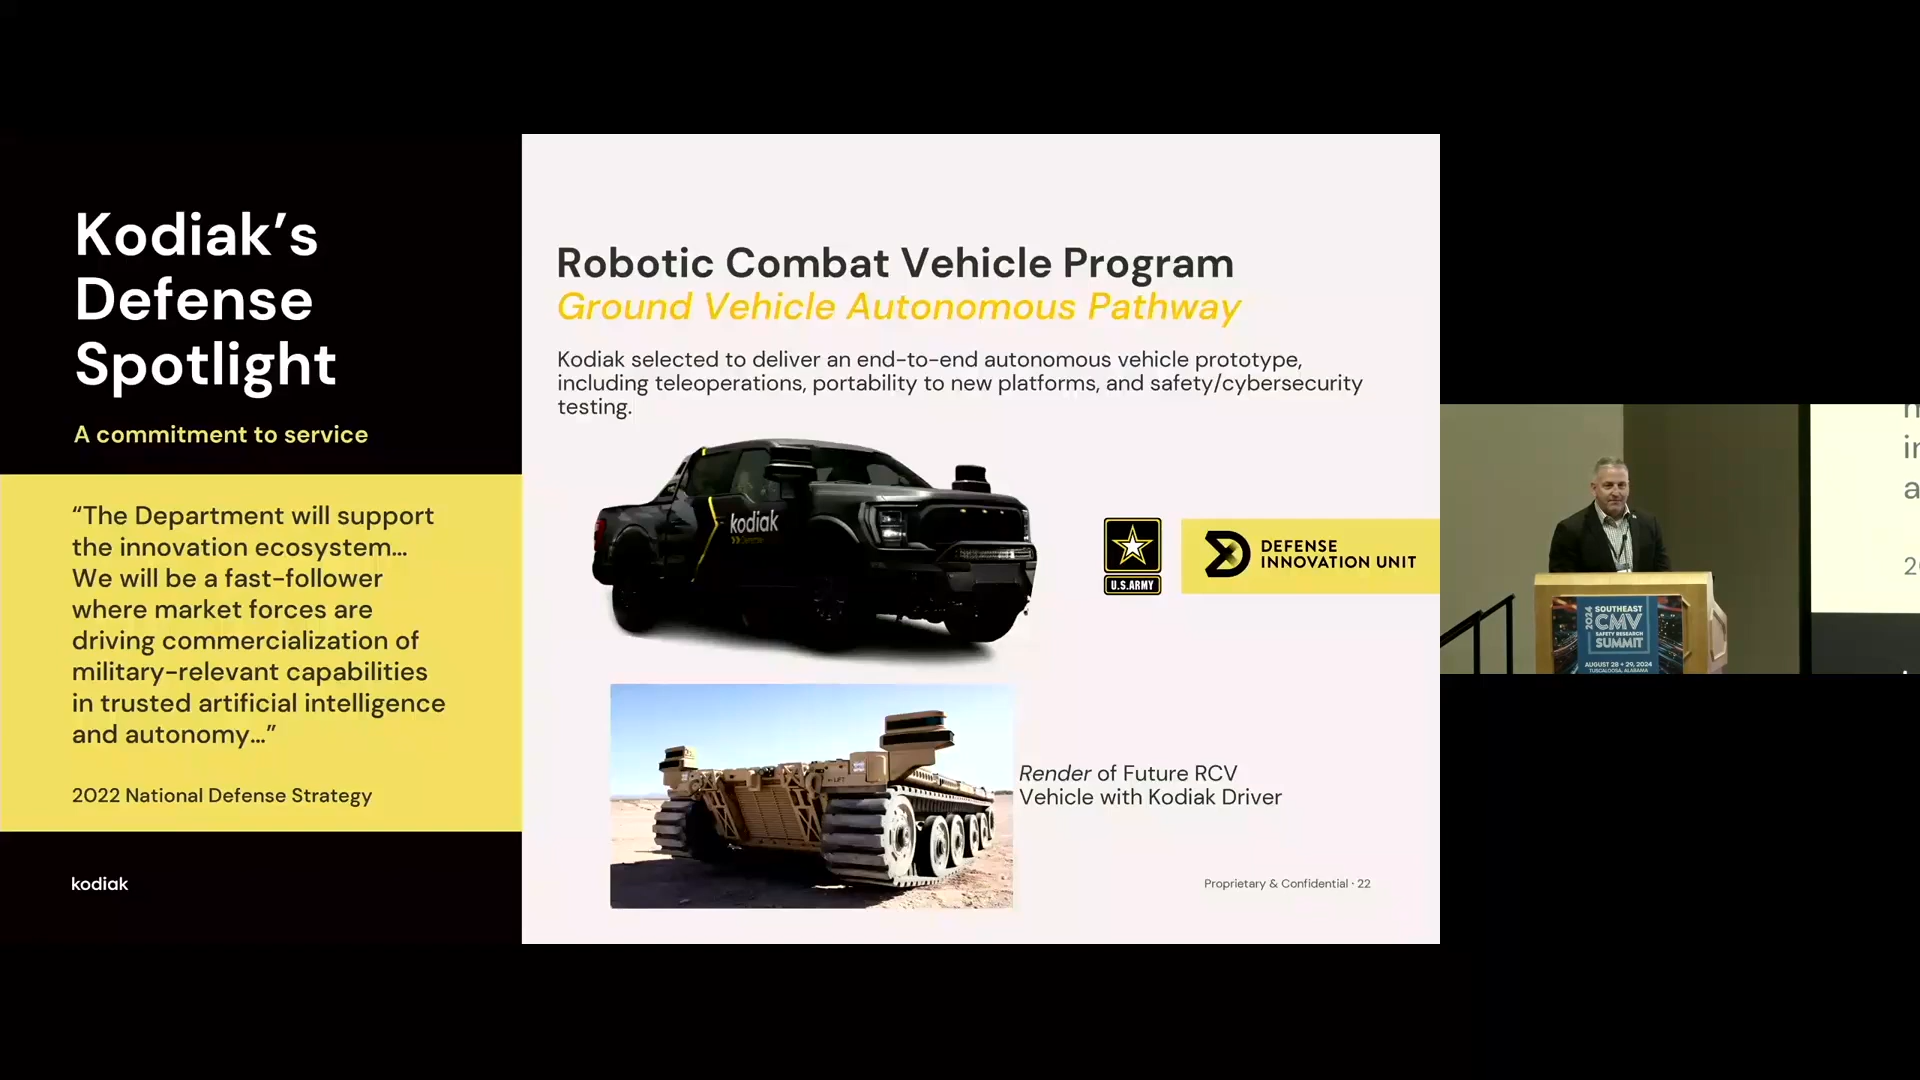 Kodiak's
Defense
Spotlight
A commitment to service
“The Department will support
the innovation ecosystem...
We will be a fast-follower
where market forces are
driving commercialization of
military-relevant capabilities
in trusted artificial intelligence
and autonomy...”
2022 National Defense Strategy
kodiak
Robotic Combat Vehicle Program
Ground Vehicle Autonomous Pathway
Kodiak selected to deliver an end-to-end autonomous vehicle prototype,
including teleoperations, portability to new platforms, and safety/cybersecurity
testing.
kodiak
U.S.ARMY
DEFENSE
INNOVATION UNIT
LIFT
Render of Future RCV
Vehicle with Kodiak Driver
Proprietary & Confidential · 22
2024
SOUTHEAST
CMV
SAFETY RESEARCH
SUMMIT
AUGUST 28 + 29, 2024
TUSCALOOSA, ALABAMA